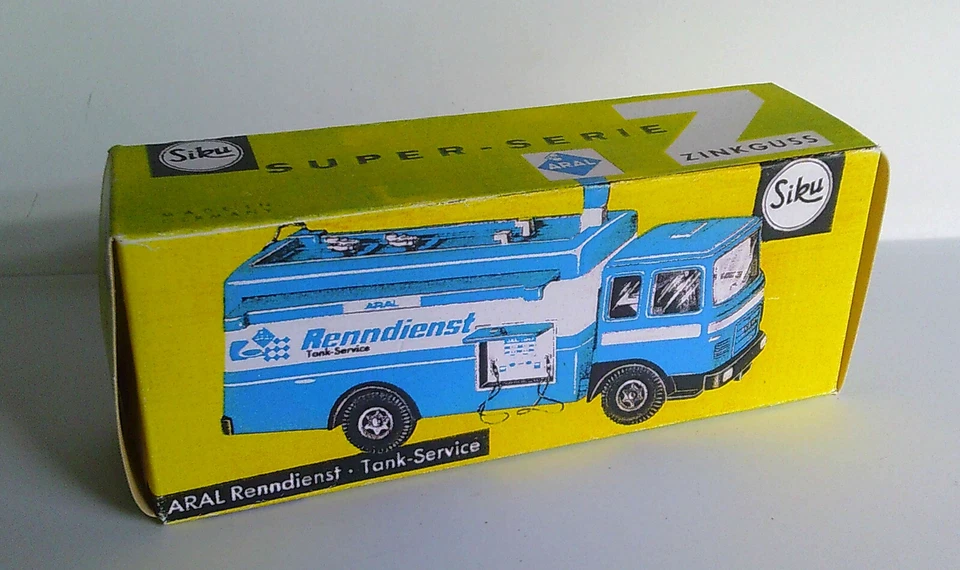 Siku
SUPER-SERIE
ZINKGUSS
ARAL
Siku
ARAL
Renndienst
Tank-Service
ARAL Renndienst · Tank-Service